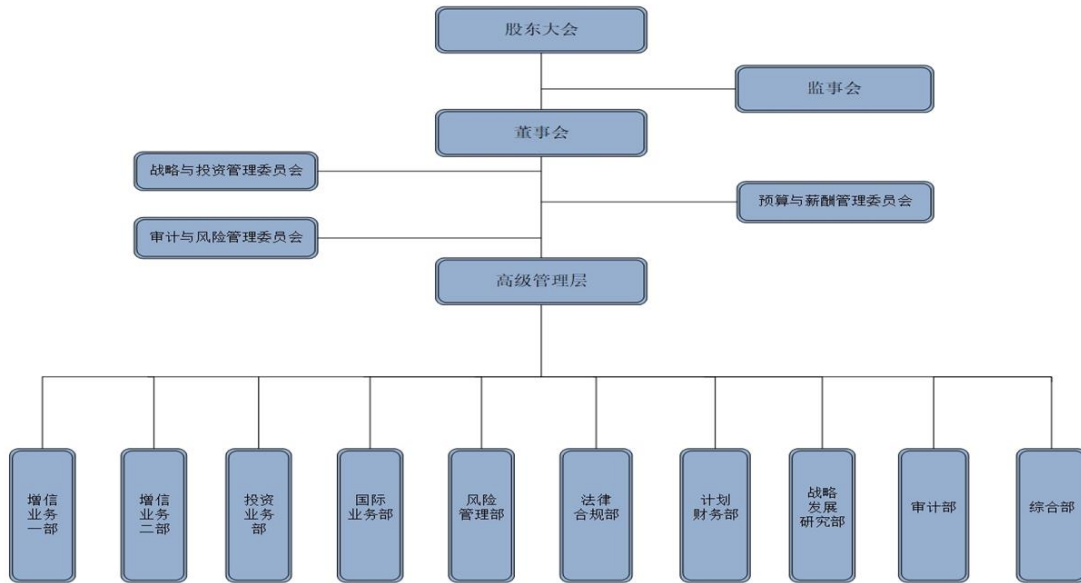 股东大会
监事会
董事会
战略与投资管理委员会
预算与薪酬管理委员会
审计与风险管理委员会
高级管理层
增信
业务
一部
增信
业务
二部
投资
业务
部
国际
业务部
风险
管理部
法律
合规部
计划
财务部
战略
发展
研究部
审计部
综合部